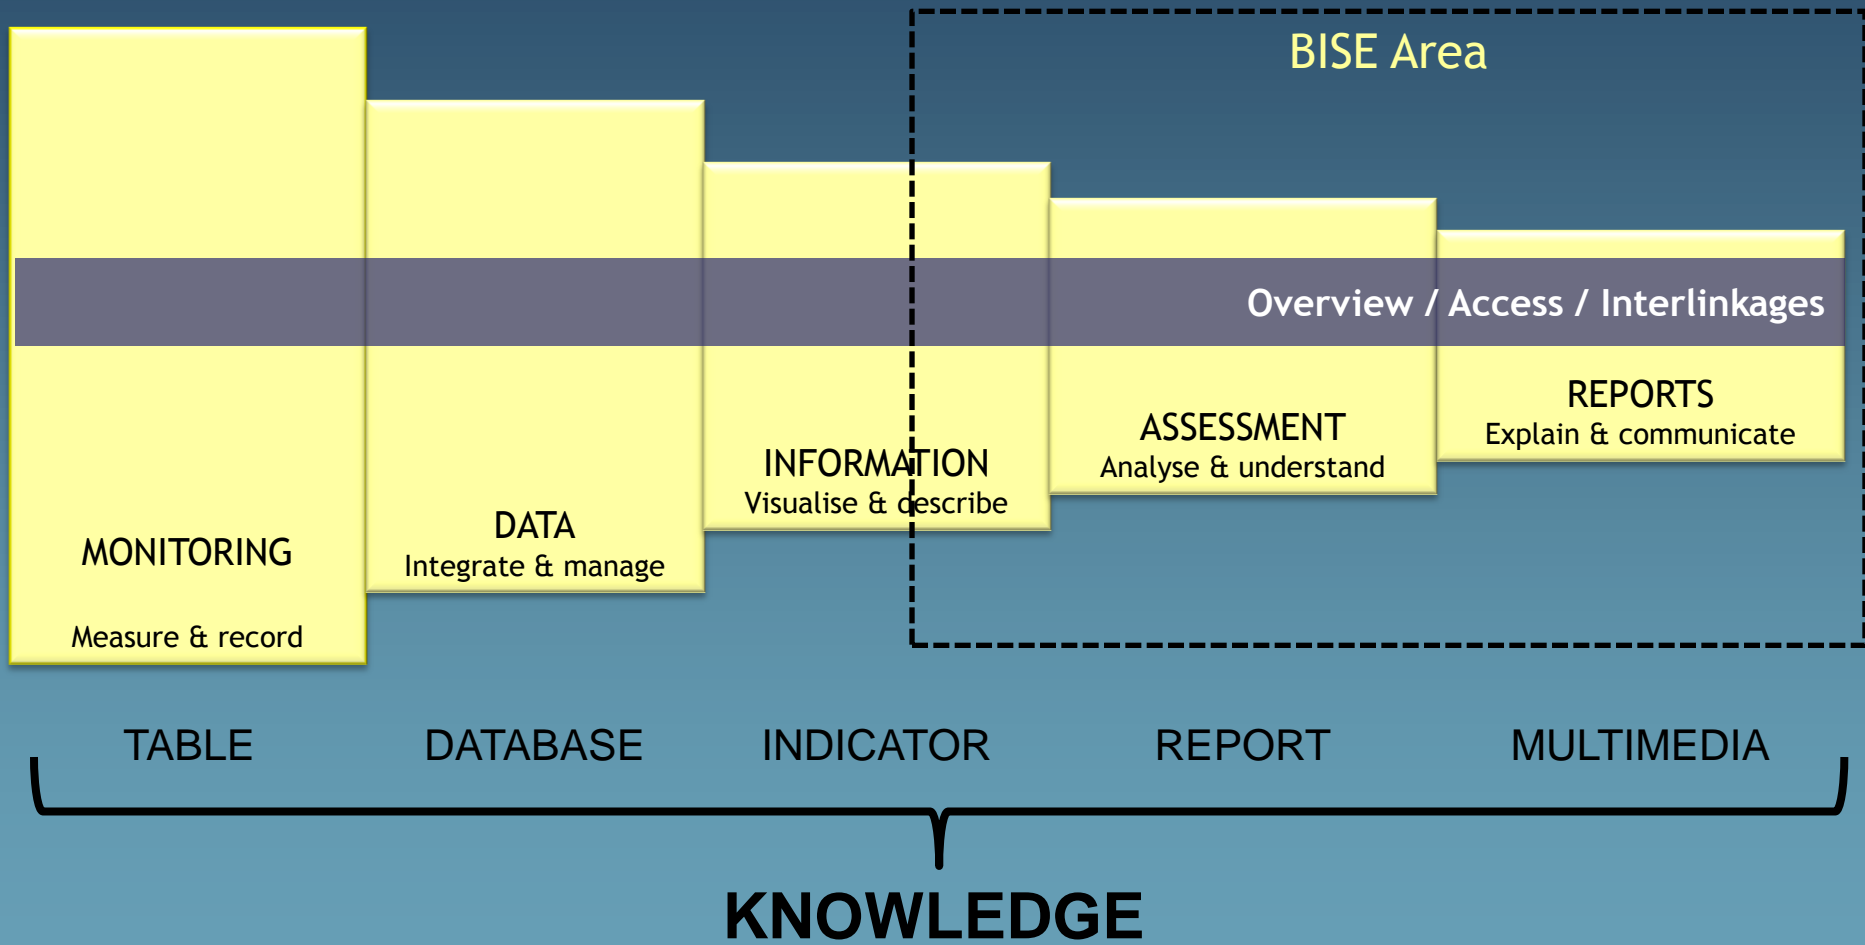 BISE Area
Overview / Access / Interlinkages
MONITORING
Measure & record
DATA
Integrate & manage
INFORMATION
Visualise & describe
ASSESSMENT
Analyse & understand
REPORTS
Explain & communicate
TABLE
DATABASE
INDICATOR
REPORT
MULTIMEDIA
KNOWLEDGE